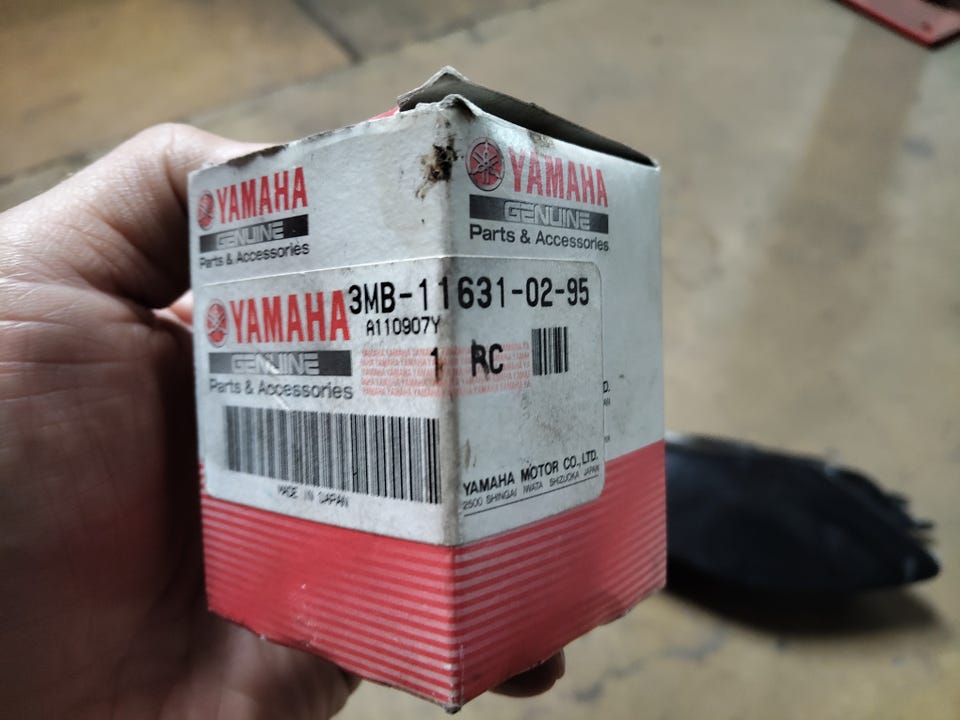 YAMAHA
GENUINE
Parts & Accessories
YAMAHA
GENUINE
Parts & Accessories
3MB-11631-02-95
YAMAHA
A110907Y
GENUINE
1 RC
Parts & Accessories
MADE IN JAPAN
YAMAHA MOTOR CO., LTD.
2500 SHINGAI IWATA SHIZUOKA JAPAN